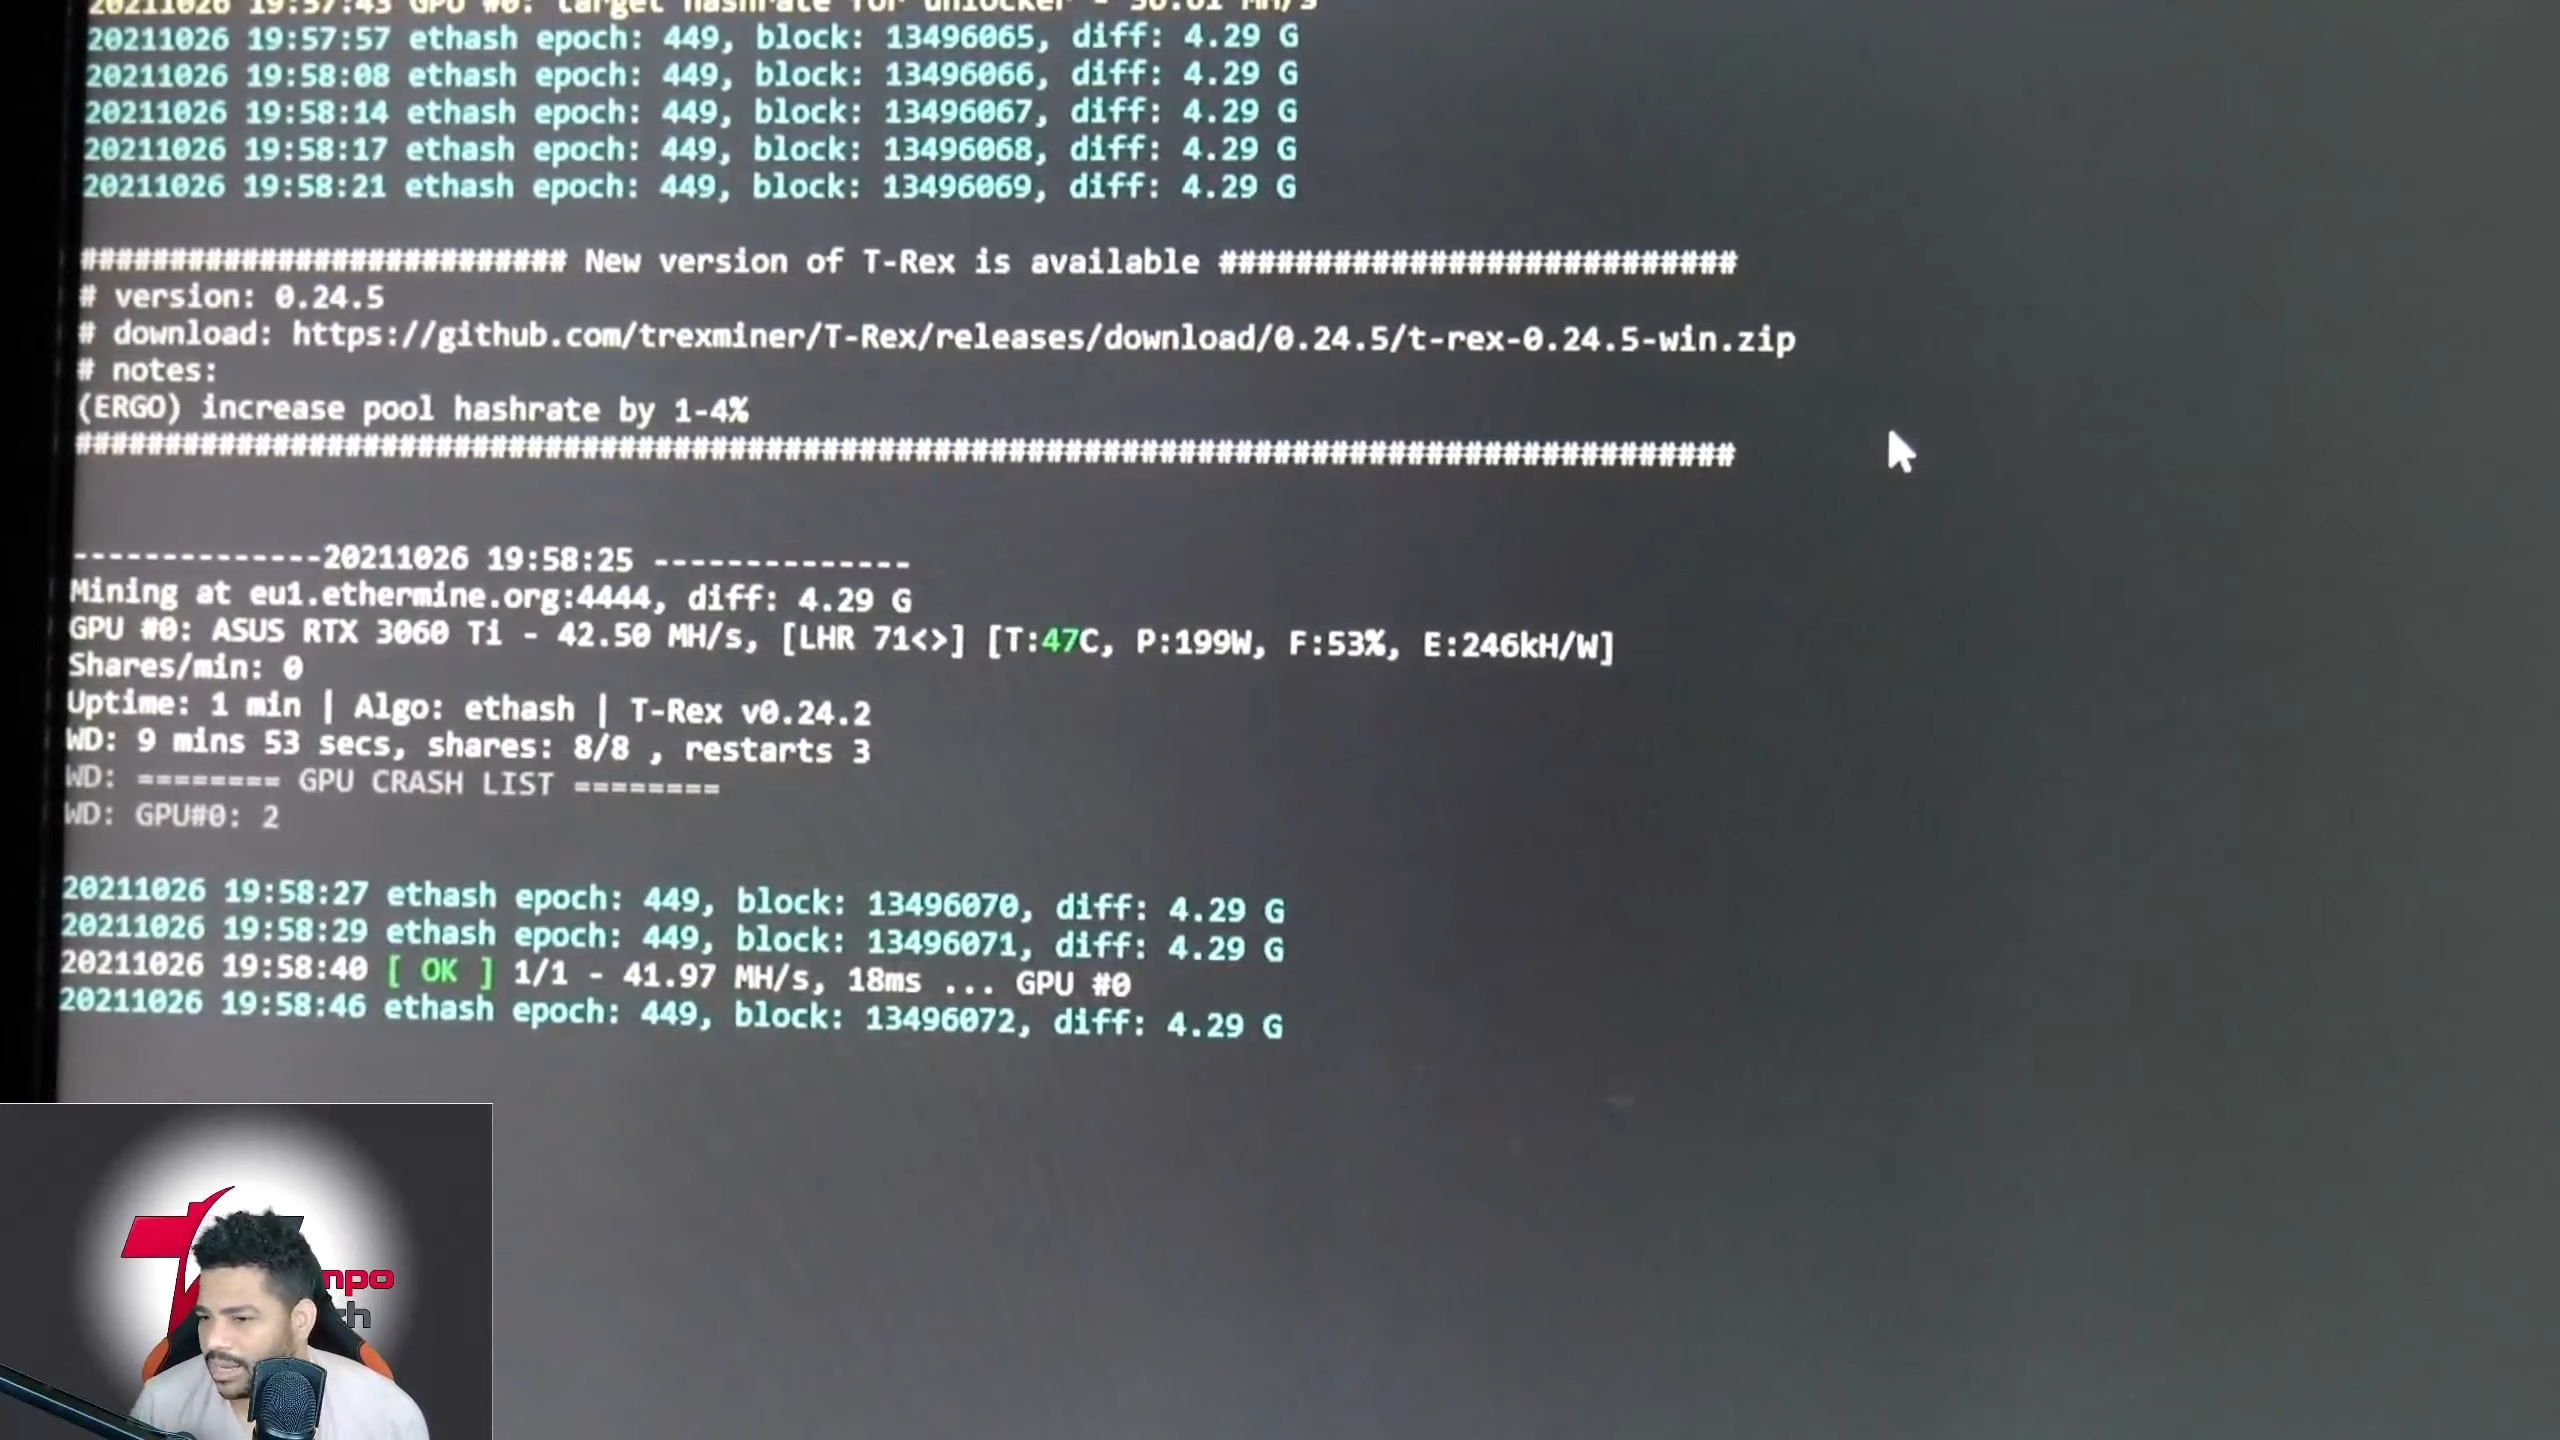 20211026 19:57:43 GPU #0: target hashrate for unlocker - 56.61 MH/s
20211026 19:57:57 ethash epoch: 449, block: 13496065, diff: 4.29 G
20211026 19:58:08 ethash epoch: 449, block: 13496066, diff: 4.29 G
20211026 19:58:14 ethash epoch: 449, block: 13496067, diff: 4.29 G
20211026 19:58:17 ethash epoch: 449, block: 13496068, diff: 4.29 G
20211026 19:58:21 ethash epoch: 449, block: 13496069, diff: 4.29 G
########################### New version of T-Rex is available ###########################
# version: 0.24.5
# download: https://github.com/trexminer/T-Rex/releases/download/0.24.5/t-rex-0.24.5-win.zip
# notes:
(ERGO) increase pool hashrate by 1-4%
#########################################################################################
--------------20211026 19:58:25 --------------
Mining at eu1.ethermine.org:4444, diff: 4.29 G
GPU #0: ASUS RTX 3060 Ti - 42.50 MH/s, [LHR 71<>] [T:47C, P:199W, F:53%, E:246kH/W]
Shares/min: 0
Uptime: 1 min | Algo: ethash | T-Rex v0.24.2
WD: 9 mins 53 secs, shares: 8/8 , restarts 3
WD: ======== GPU CRASH LIST ========
WD: GPU#0: 2
20211026 19:58:27 ethash epoch: 449, block: 13496070, diff: 4.29 G
20211026 19:58:29 ethash epoch: 449, block: 13496071, diff: 4.29 G
20211026 19:58:40 [ OK ] 1/1 - 41.97 MH/s, 18ms ... GPU #0
20211026 19:58:46 ethash epoch: 449, block: 13496072, diff: 4.29 G